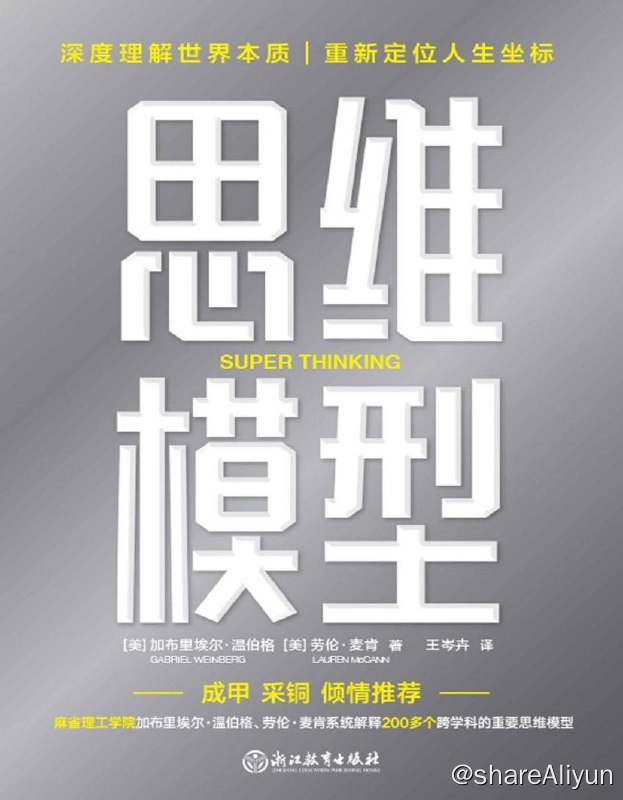 深度理解世界本质|重新定位人生坐标
思维
SUPER THINKING
模型
[美]加布里埃尔·温伯格 [美]劳伦·麦肯 著 王岑卉 译
GABRIEL WEINBERG LAUREN McCANN
成甲 采铜 倾情推荐
麻省理工学院加布里埃尔·温伯格、劳伦·麦肯系统解释200多个跨学科的重要思维模型
浙江教育出版社
ZHEJIANG EDUCATION PUBLISHING HOUSE
@shareAliyun